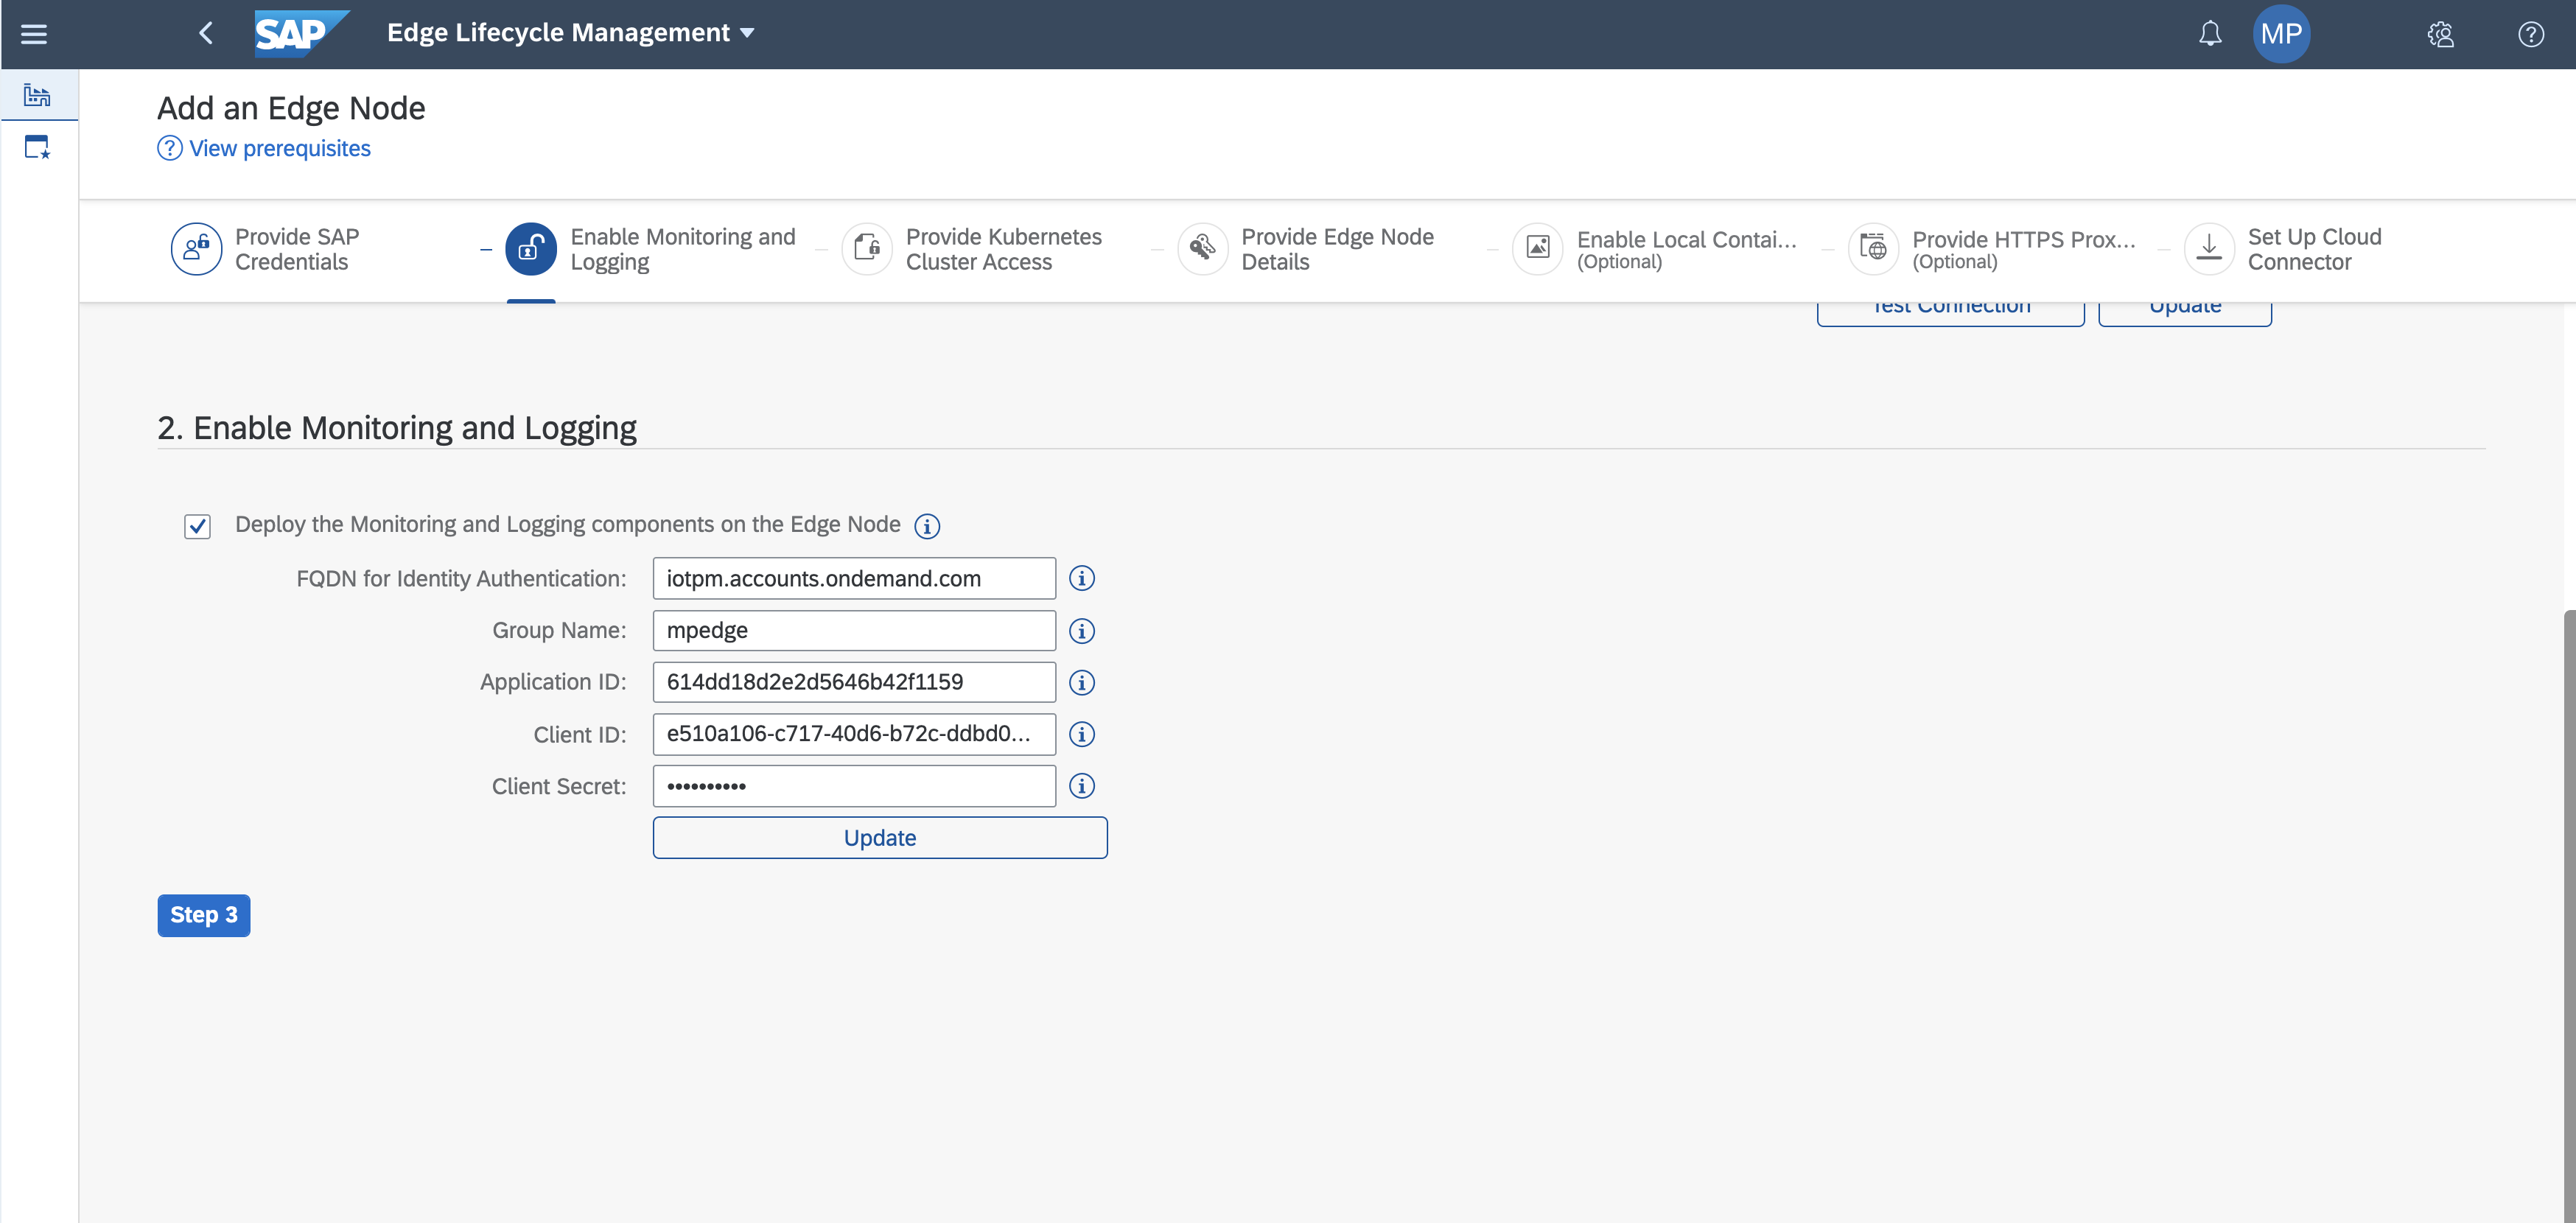 SAP
Edge Lifecycle Management
MP
Add an Edge Node
View prerequisites
Provide SAP
Credentials
Enable Monitoring and
Logging
Provide Kubernetes
Cluster Access
Provide Edge Node
Details
Enable Local Contai...
(Optional)
Provide HTTPS Prox...
(Optional)
Set Up Cloud
Connector
Test Connection
Update
2. Enable Monitoring and Logging
Deploy the Monitoring and Logging components on the Edge Node
FQDN for Identity Authentication: iotpm.accounts.ondemand.com
Group Name: mpedge
Application ID: 614dd18d2e2d5646b42f1159
Client ID: e510a106-c717-40d6-b72c-ddbd0...
Client Secret: ••••••••••
Update
Step 3